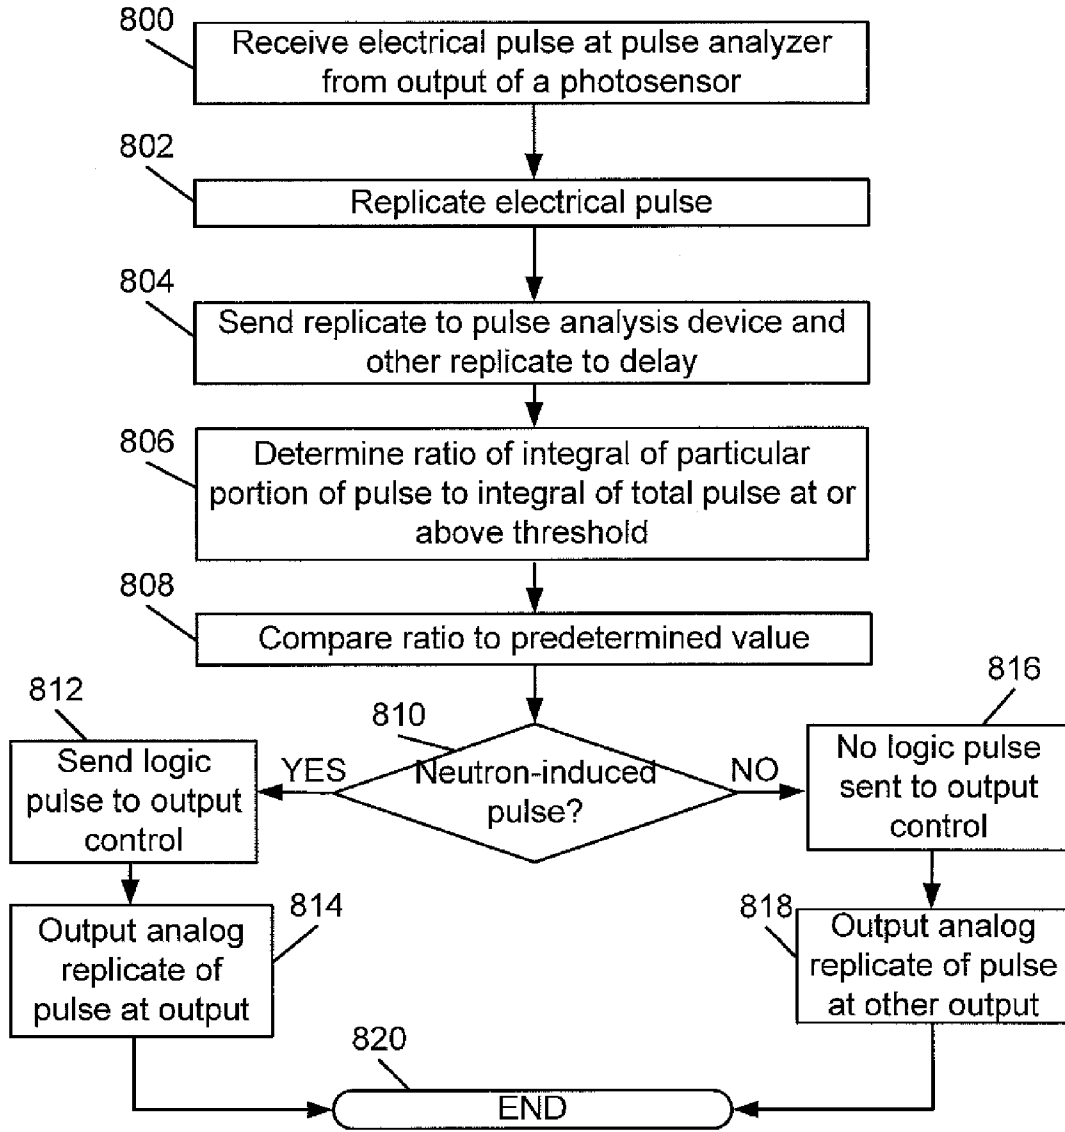 800
Receive electrical pulse at pulse analyzer
from output of a photosensor
802
Replicate electrical pulse
804
Send replicate to pulse analysis device and
other replicate to delay
806
Determine ratio of integral of particular
portion of pulse to integral of total pulse at or
above threshold
808
Compare ratio to predetermined value
810
Neutron-induced
pulse?
YES
NO
812
Send logic
pulse to output
control
814
Output analog
replicate of
pulse at output
816
No logic pulse
sent to output
control
818
Output analog
replicate of pulse
at other output
820
END